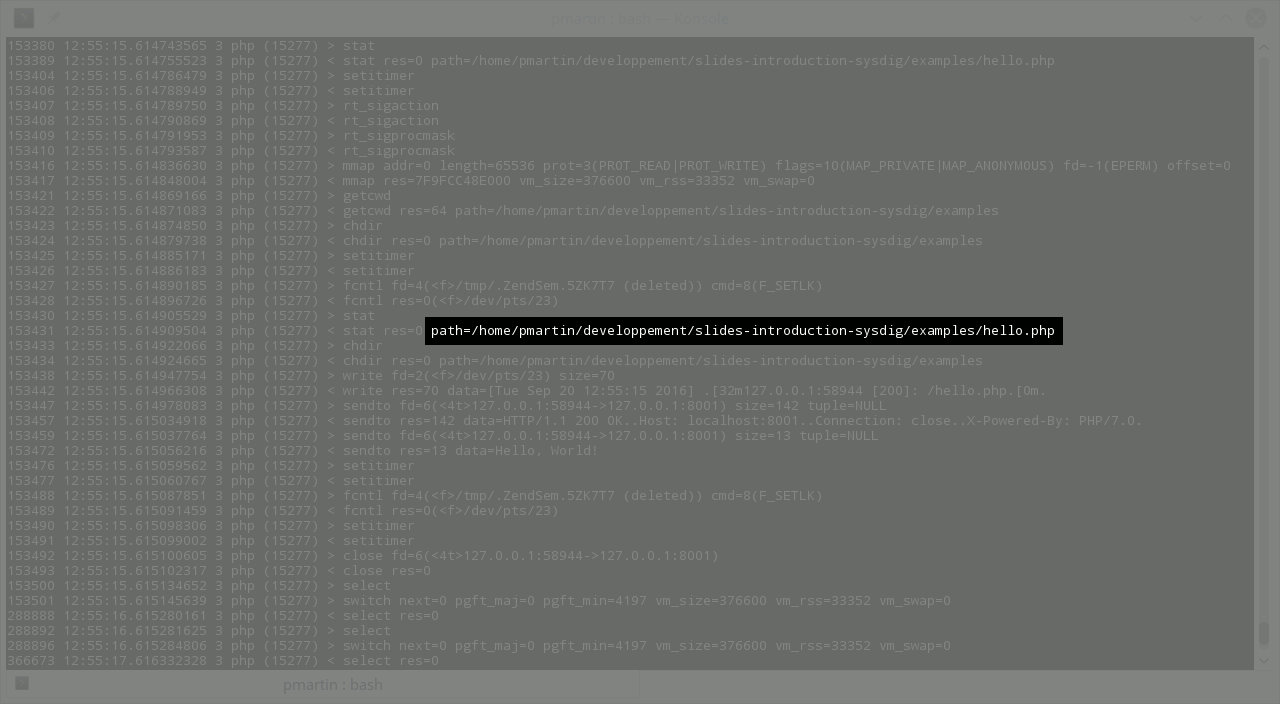 pmartin : bash — Konsole
153380 12:55:15.614743565 3 php (15277) > stat
153389 12:55:15.614755523 3 php (15277) < stat res=0 path=/home/pmartin/developpement/slides-introduction-sysdig/examples/hello.php
153404 12:55:15.614786479 3 php (15277) > setitimer
153406 12:55:15.614788949 3 php (15277) < setitimer
153407 12:55:15.614789750 3 php (15277) > rt_sigaction
153408 12:55:15.614790869 3 php (15277) < rt_sigaction
153409 12:55:15.614791953 3 php (15277) > rt_sigprocmask
153410 12:55:15.614793587 3 php (15277) < rt_sigprocmask
153416 12:55:15.614836630 3 php (15277) > mmap addr=0 length=65536 prot=3(PROT_READ|PROT_WRITE) flags=10(MAP_PRIVATE|MAP_ANONYMOUS) fd=-1(EPERM) offset=0
153417 12:55:15.614848004 3 php (15277) < mmap res=7F9FCC48E000 vm_size=376600 vm_rss=33352 vm_swap=0
153421 12:55:15.614869166 3 php (15277) > getcwd
153422 12:55:15.614871083 3 php (15277) < getcwd res=64 path=/home/pmartin/developpement/slides-introduction-sysdig/examples
153423 12:55:15.614874850 3 php (15277) > chdir
153424 12:55:15.614879738 3 php (15277) < chdir res=0 path=/home/pmartin/developpement/slides-introduction-sysdig/examples
153425 12:55:15.614885171 3 php (15277) > setitimer
153426 12:55:15.614886183 3 php (15277) < setitimer
153427 12:55:15.614890185 3 php (15277) > fcntl fd=4(<f>/tmp/.ZendSem.5ZK7T7 (deleted)) cmd=8(F_SETLK)
153428 12:55:15.614896726 3 php (15277) < fcntl res=0(<f>/dev/pts/23)
153430 12:55:15.614905529 3 php (15277) > stat
153431 12:55:15.614909504 3 php (15277) < stat res=0 path=/home/pmartin/developpement/slides-introduction-sysdig/examples/hello.php
153433 12:55:15.614922066 3 php (15277) > chdir
153434 12:55:15.614924665 3 php (15277) < chdir res=0 path=/home/pmartin/developpement/slides-introduction-sysdig/examples
153438 12:55:15.614947754 3 php (15277) > write fd=2(<f>/dev/pts/23) size=70
153442 12:55:15.614966308 3 php (15277) < write res=70 data=[Tue Sep 20 12:55:15 2016] .[32m127.0.0.1:58944 [200]: /hello.php.[0m.
153447 12:55:15.614978083 3 php (15277) > sendto fd=6(<4t>127.0.0.1:58944->127.0.0.1:8001) size=142 tuple=NULL
153457 12:55:15.615034918 3 php (15277) < sendto res=142 data=HTTP/1.1 200 OK..Host: localhost:8001..Connection: close..X-Powered-By: PHP/7.0.
153459 12:55:15.615037764 3 php (15277) > sendto fd=6(<4t>127.0.0.1:58944->127.0.0.1:8001) size=13 tuple=NULL
153472 12:55:15.615056216 3 php (15277) < sendto res=13 data=Hello, World!
153476 12:55:15.615059562 3 php (15277) > setitimer
153477 12:55:15.615060767 3 php (15277) < setitimer
153488 12:55:15.615087851 3 php (15277) > fcntl fd=4(<f>/tmp/.ZendSem.5ZK7T7 (deleted)) cmd=8(F_SETLK)
153489 12:55:15.615091459 3 php (15277) < fcntl res=0(<f>/dev/pts/23)
153490 12:55:15.615098306 3 php (15277) > setitimer
153491 12:55:15.615099002 3 php (15277) < setitimer
153492 12:55:15.615100605 3 php (15277) > close fd=6(<4t>127.0.0.1:58944->127.0.0.1:8001)
153493 12:55:15.615102317 3 php (15277) < close res=0
153500 12:55:15.615134652 3 php (15277) > select
153501 12:55:15.615145639 3 php (15277) > switch next=0 pgft_maj=0 pgft_min=4197 vm_size=376600 vm_rss=33352 vm_swap=0
288888 12:55:16.615280161 3 php (15277) < select res=0
288892 12:55:16.615281625 3 php (15277) > select
288896 12:55:16.615284806 3 php (15277) > switch next=0 pgft_maj=0 pgft_min=4197 vm_size=376600 vm_rss=33352 vm_swap=0
366673 12:55:17.616332328 3 php (15277) < select res=0
pmartin : bash